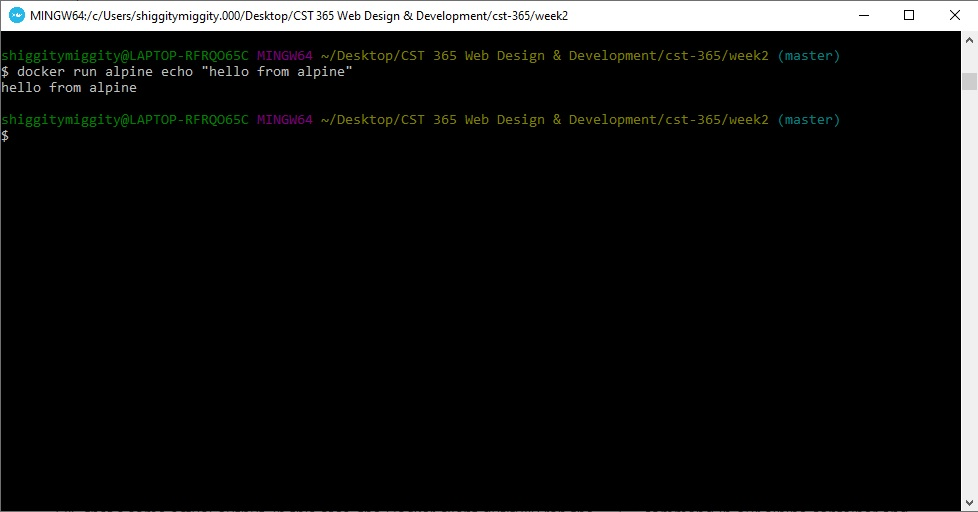 MINGW64:/c/Users/shiggitymiggity.000/Desktop/CST 365 Web Design & Development/cst-365/week2
shiggitymiggity@LAPTOP-RFRQO65C MINGW64 ~/Desktop/CST 365 Web Design & Development/cst-365/week2 (master)
$ docker run alpine echo "hello from alpine"
hello from alpine
shiggitymiggity@LAPTOP-RFRQO65C MINGW64 ~/Desktop/CST 365 Web Design & Development/cst-365/week2 (master)
$